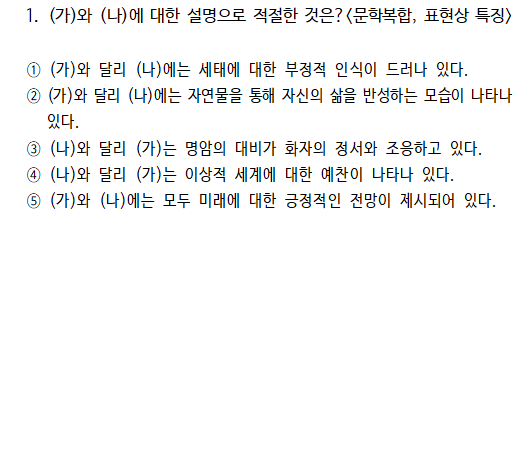 1. (가)와 (나)에 대한 설명으로 적절한 것은?<문학복합, 표현상 특징>
① (가)와 달리 (나)에는 세태에 대한 부정적 인식이 드러나 있다.
② (가)와 달리 (나)에는 자연물을 통해 자신의 삶을 반성하는 모습이 나타나
있다.
③ (나)와 달리 (가)는 명암의 대비가 화자의 정서와 조응하고 있다.
④ (나)와 달리 (가)는 이상적 세계에 대한 예찬이 나타나 있다.
⑤ (가)와 (나)에는 모두 미래에 대한 긍정적인 전망이 제시되어 있다.